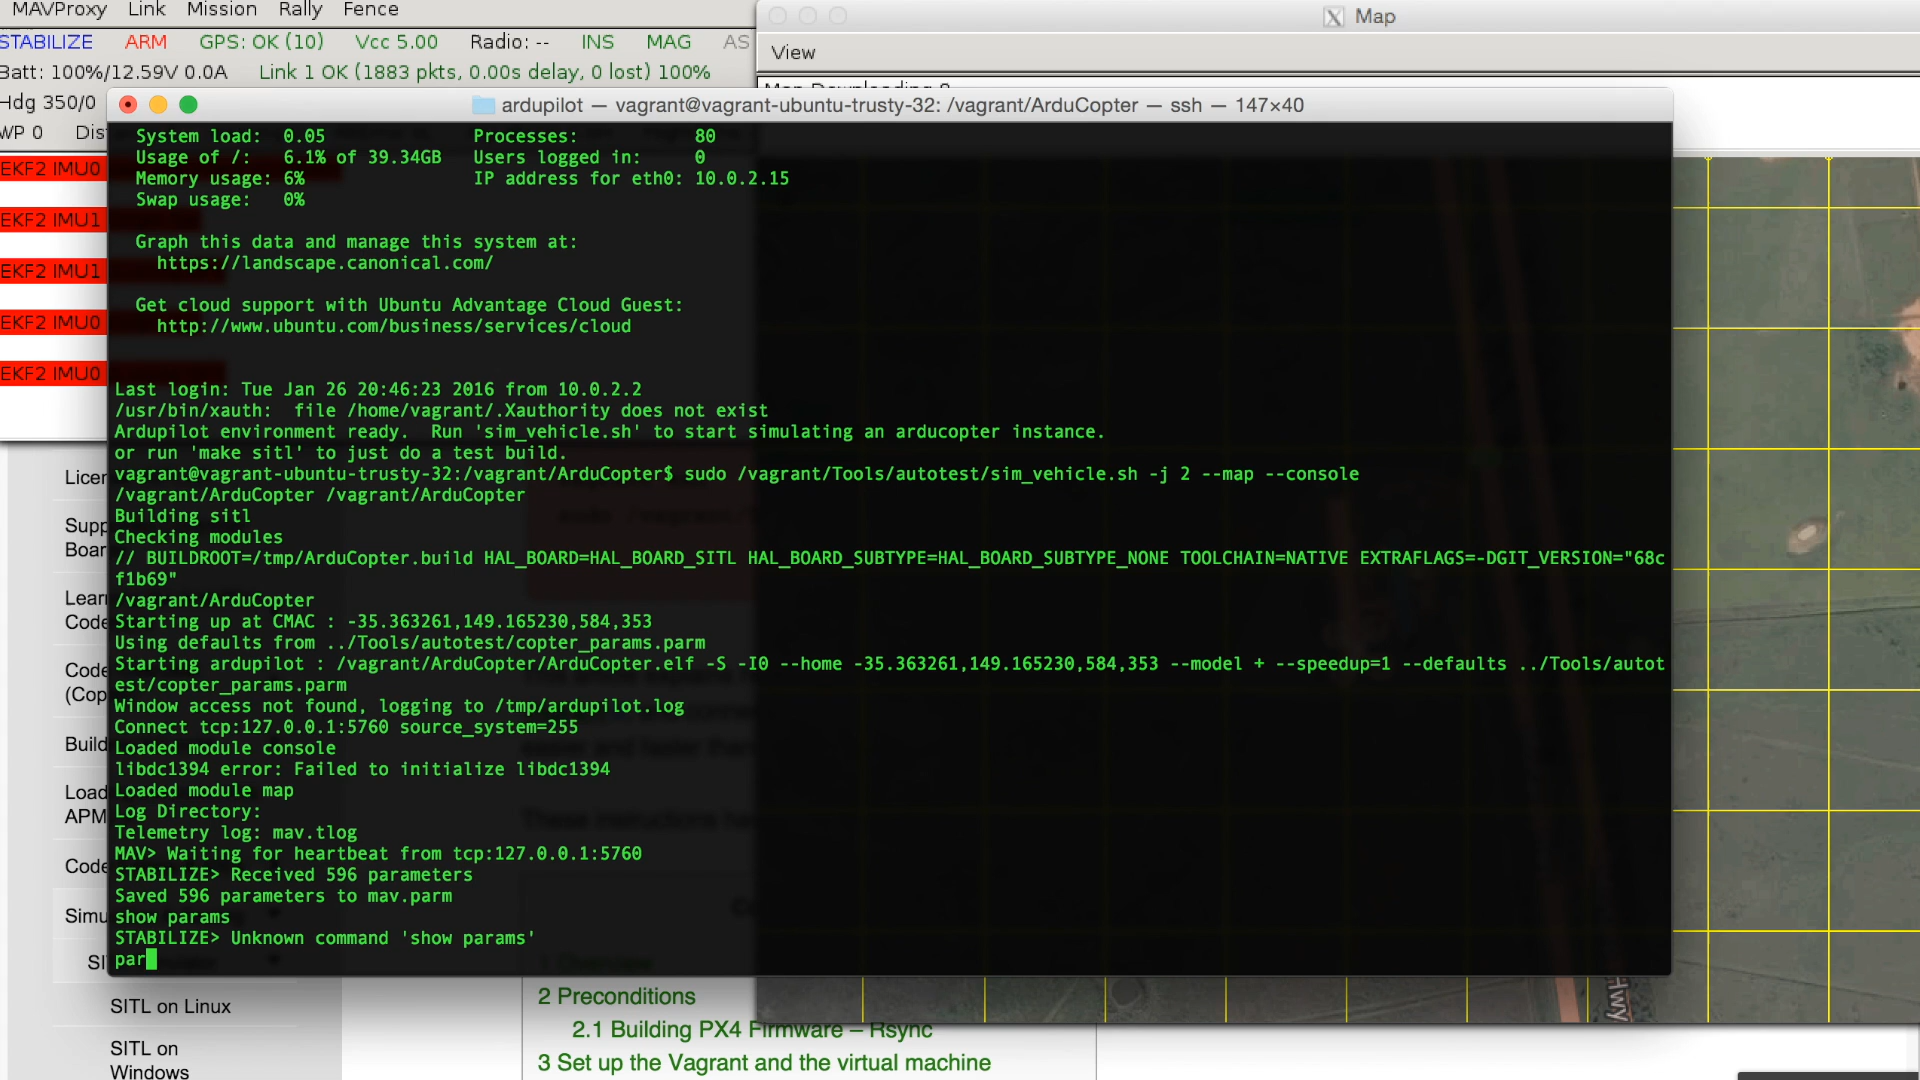 MAVProxy Link Mission Rally Fence
STABILIZE ARM GPS: OK (10) Vcc 5.00 Radio: -- INS MAG AS
Batt: 100%/12.59V 0.0A Link 1 OK (1883 pkts, 0.00s delay, 0 lost) 100%
Hdg 350/0
WP 0
EKF2 IMU0
EKF2 IMU1
EKF2 IMU1
EKF2 IMU0
EKF2 IMU0
Map
View
ardupilot — vagrant@vagrant-ubuntu-trusty-32: /vagrant/ArduCopter — ssh — 147×40
System load: 0.05 Processes: 80
Usage of /: 6.1% of 39.34GB Users logged in: 0
Memory usage: 6% IP address for eth0: 10.0.2.15
Swap usage: 0%
Graph this data and manage this system at:
https://landscape.canonical.com/
Get cloud support with Ubuntu Advantage Cloud Guest:
http://www.ubuntu.com/business/services/cloud
Last login: Tue Jan 26 20:46:23 2016 from 10.0.2.2
/usr/bin/xauth: file /home/vagrant/.Xauthority does not exist
Ardupilot environment ready. Run 'sim_vehicle.sh' to start simulating an arducopter instance.
or run 'make sitl' to just do a test build.
vagrant@vagrant-ubuntu-trusty-32:/vagrant/ArduCopter$ sudo /vagrant/Tools/autotest/sim_vehicle.sh -j 2 --map --console
/vagrant/ArduCopter /vagrant/ArduCopter
Building sitl
Checking modules
// BUILDROOT=/tmp/ArduCopter.build HAL_BOARD=HAL_BOARD_SITL HAL_BOARD_SUBTYPE=HAL_BOARD_SUBTYPE_NONE TOOLCHAIN=NATIVE EXTRAFLAGS=-DGIT_VERSION="68c
f1b69"
/vagrant/ArduCopter
Starting up at CMAC : -35.363261,149.165230,584,353
Using defaults from ../Tools/autotest/copter_params.parm
Starting ardupilot : /vagrant/ArduCopter/ArduCopter.elf -S -I0 --home -35.363261,149.165230,584,353 --model + --speedup=1 --defaults ../Tools/autot
est/copter_params.parm
Window access not found, logging to /tmp/ardupilot.log
Connect tcp:127.0.0.1:5760 source_system=255
Loaded module console
libdc1394 error: Failed to initialize libdc1394
Loaded module map
Log Directory:
Telemetry log: mav.tlog
MAV> Waiting for heartbeat from tcp:127.0.0.1:5760
STABILIZE> Received 596 parameters
Saved 596 parameters to mav.parm
show params
STABILIZE> Unknown command 'show params'
par
Licen
Supp
Boar
Learn
Code
Code
(Cop
Build
Load
APM
Code
Simu
SI
SITL on Linux
SITL on
Windows
2 Preconditions
2.1 Building PX4 Firmware – Rsync
3 Set up the Vagrant and the virtual machine
Hwy